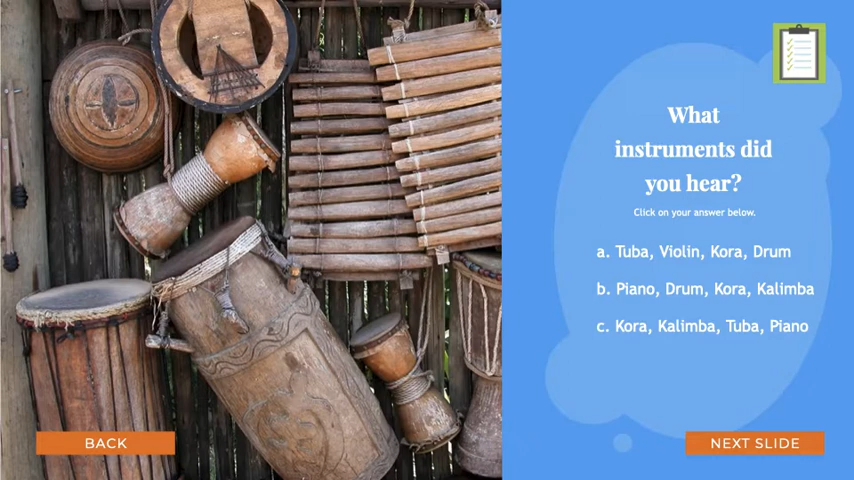 What
instruments did
you hear?
Click on your answer below.
a. Tuba, Violin, Kora, Drum
b. Piano, Drum, Kora, Kalimba
c. Kora, Kalimba, Tuba, Piano
BACK
NEXT SLIDE